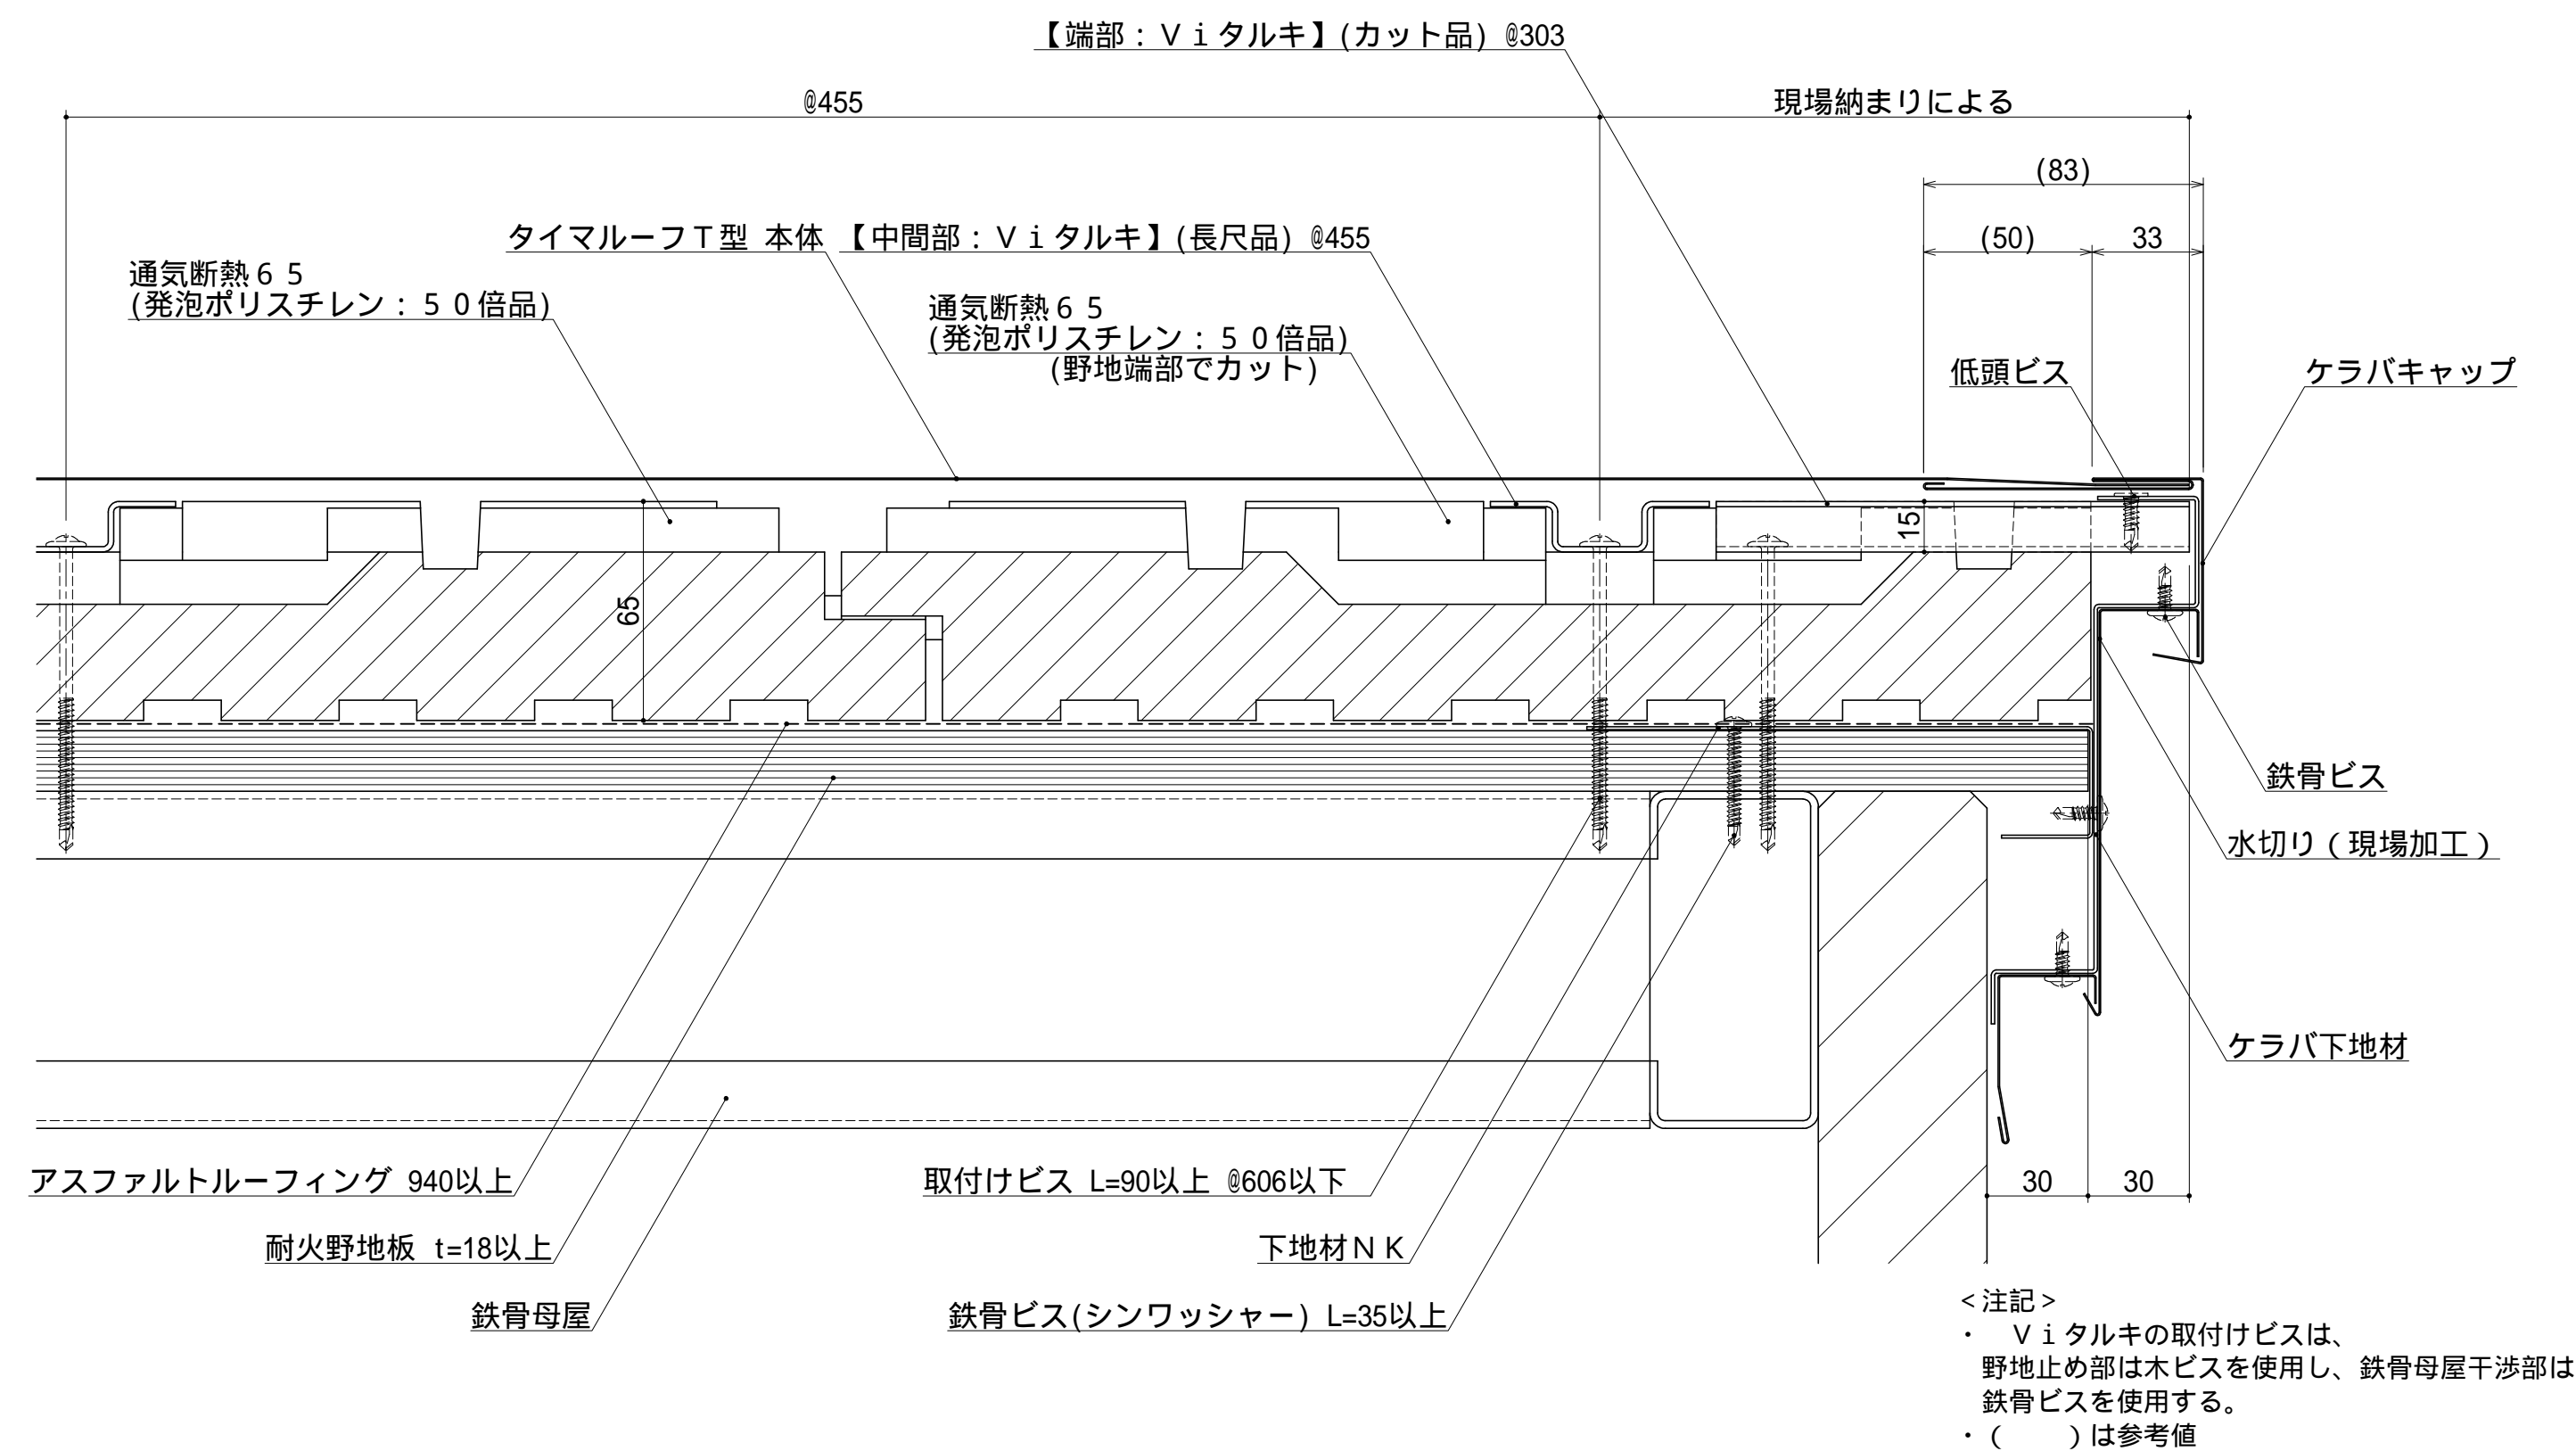 【端部：Ｖｉタルキ】(カット品) @303
@455
現場納まりによる
(83)
(50)
33
タイマルーフＴ型 本体
【中間部：Ｖｉタルキ】(長尺品) @455
通気断熱６５
(発泡ポリスチレン：５０倍品)
通気断熱６５
(発泡ポリスチレン：５０倍品)
(野地端部でカット)
低頭ビス
ケラバキャップ
15
65
鉄骨ビス
水切り（現場加工）
ケラバ下地材
30
30
アスファルトルーフィング 940以上
取付けビス L=90以上 @606以下
耐火野地板 t=18以上
下地材ＮＫ
鉄骨母屋
鉄骨ビス(シンワッシャー) L=35以上
＜注記＞
・ Ｖｉタルキの取付けビスは、
野地止め部は木ビスを使用し、鉄骨母屋干渉部は
鉄骨ビスを使用する。
・（　　）は参考値